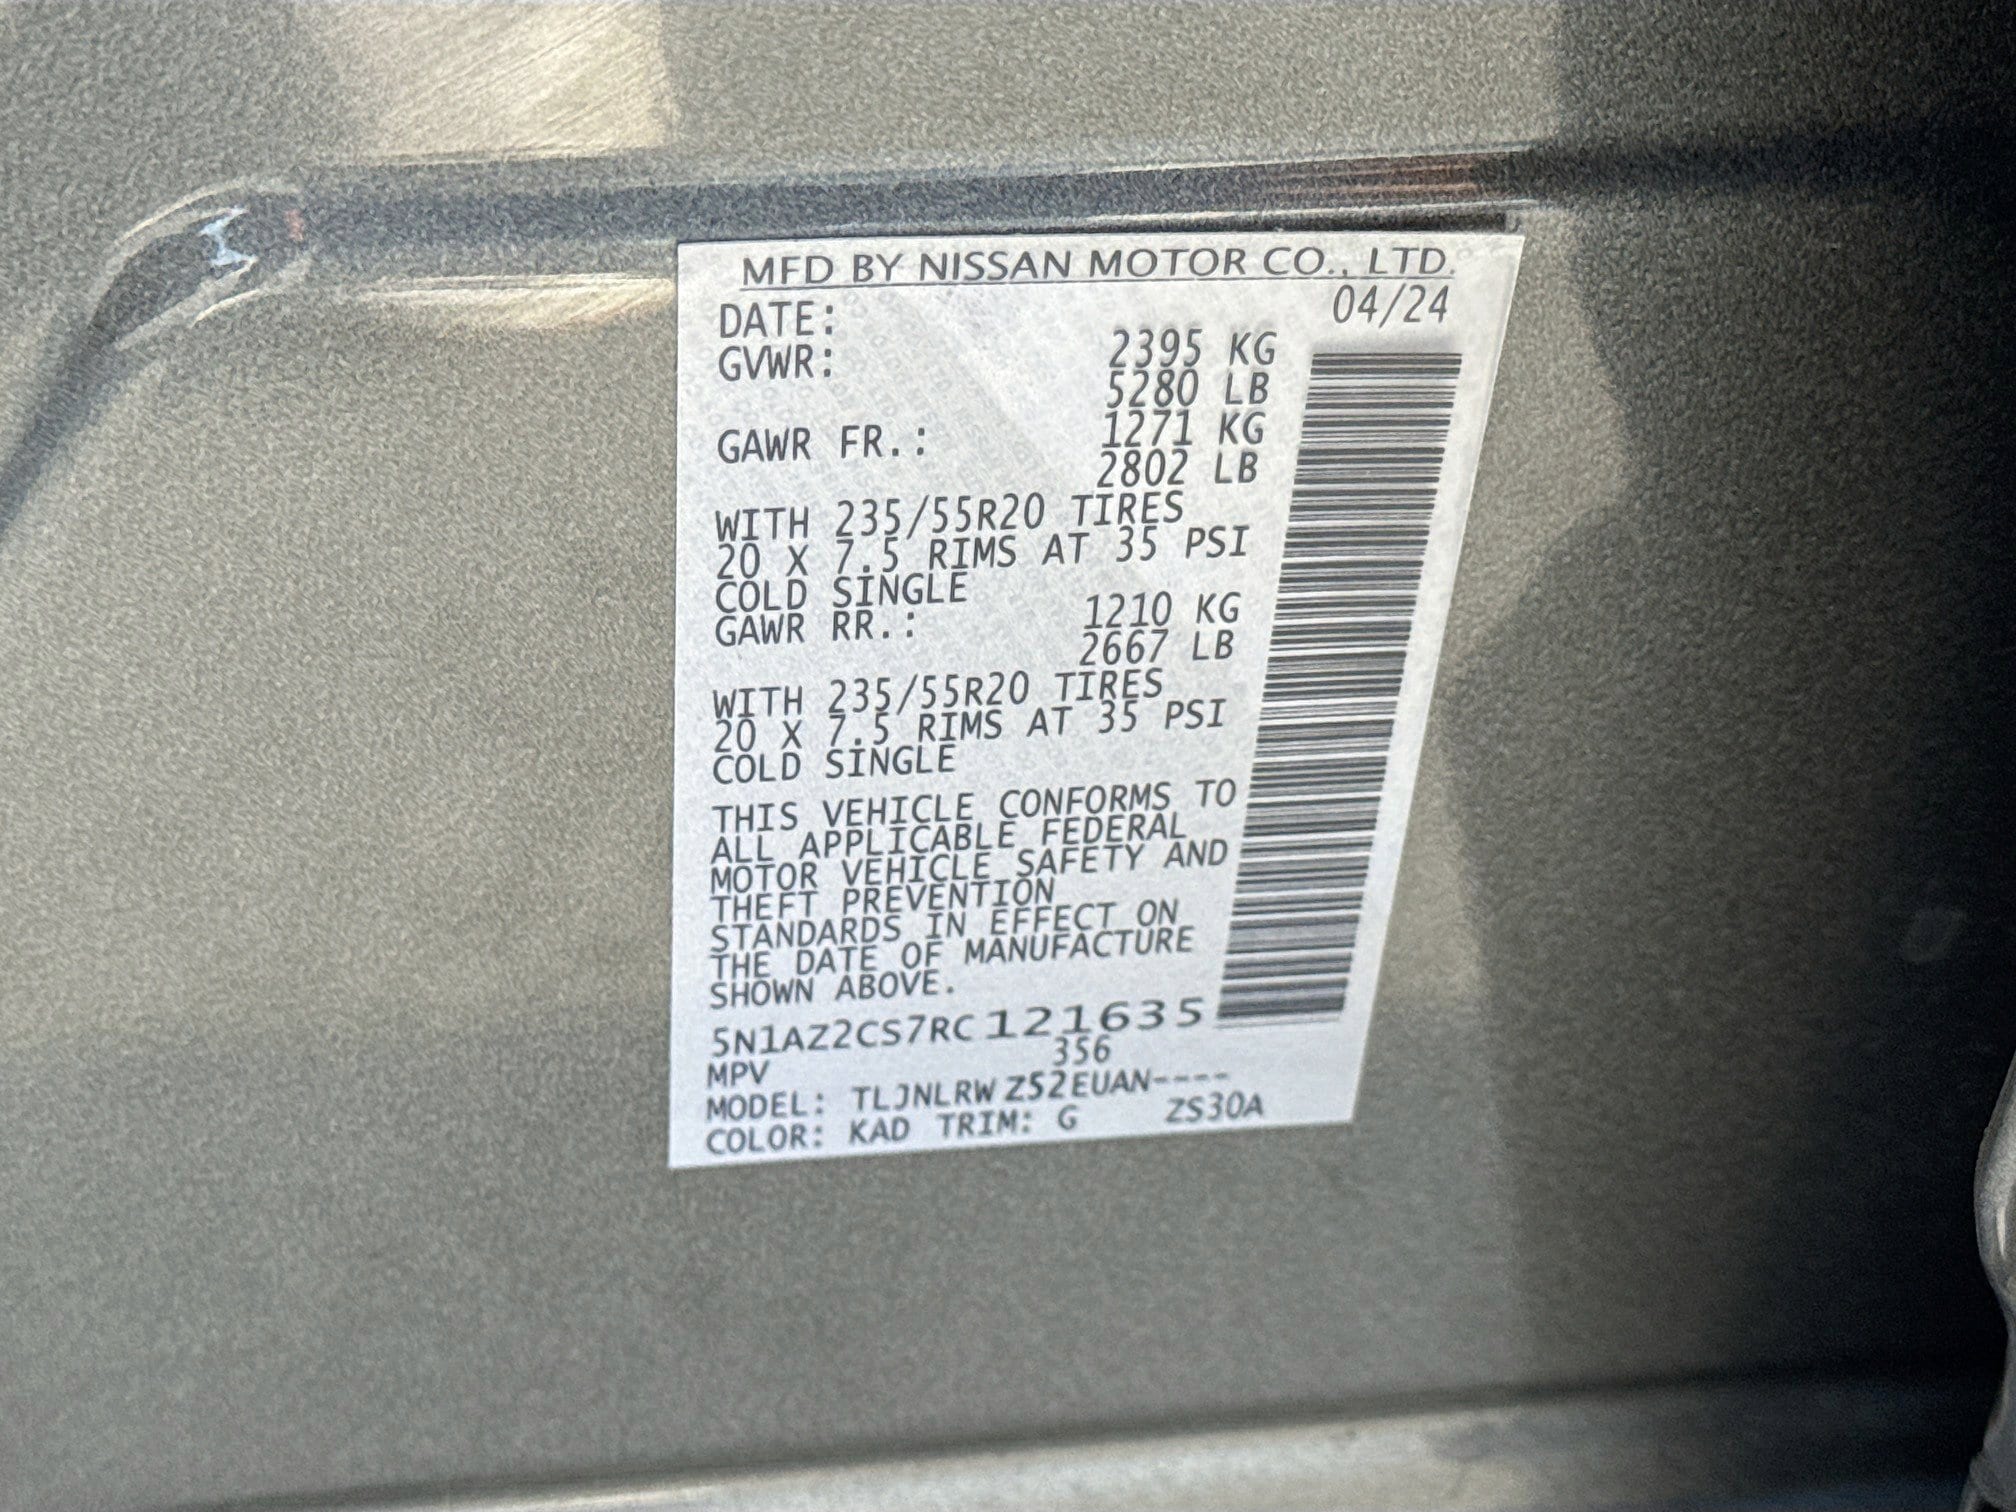 MFD BY NISSAN MOTOR CO., LTD.
DATE: 04/24
GVWR: 2395 KG
5280 LB
GAWR FR.: 1271 KG
2802 LB
WITH 235/55R20 TIRES
20 X 7.5 RIMS AT 35 PSI
COLD SINGLE
GAWR RR.: 1210 KG
2667 LB
WITH 235/55R20 TIRES
20 X 7.5 RIMS AT 35 PSI
COLD SINGLE
THIS VEHICLE CONFORMS TO
ALL APPLICABLE FEDERAL
MOTOR VEHICLE SAFETY AND
THEFT PREVENTION
STANDARDS IN EFFECT ON
THE DATE OF MANUFACTURE
SHOWN ABOVE.
5N1AZ2CS7RC121635
MPV 356
MODEL: TLJNLRWZ52EUAN----
COLOR: KAD TRIM: G ZS30A